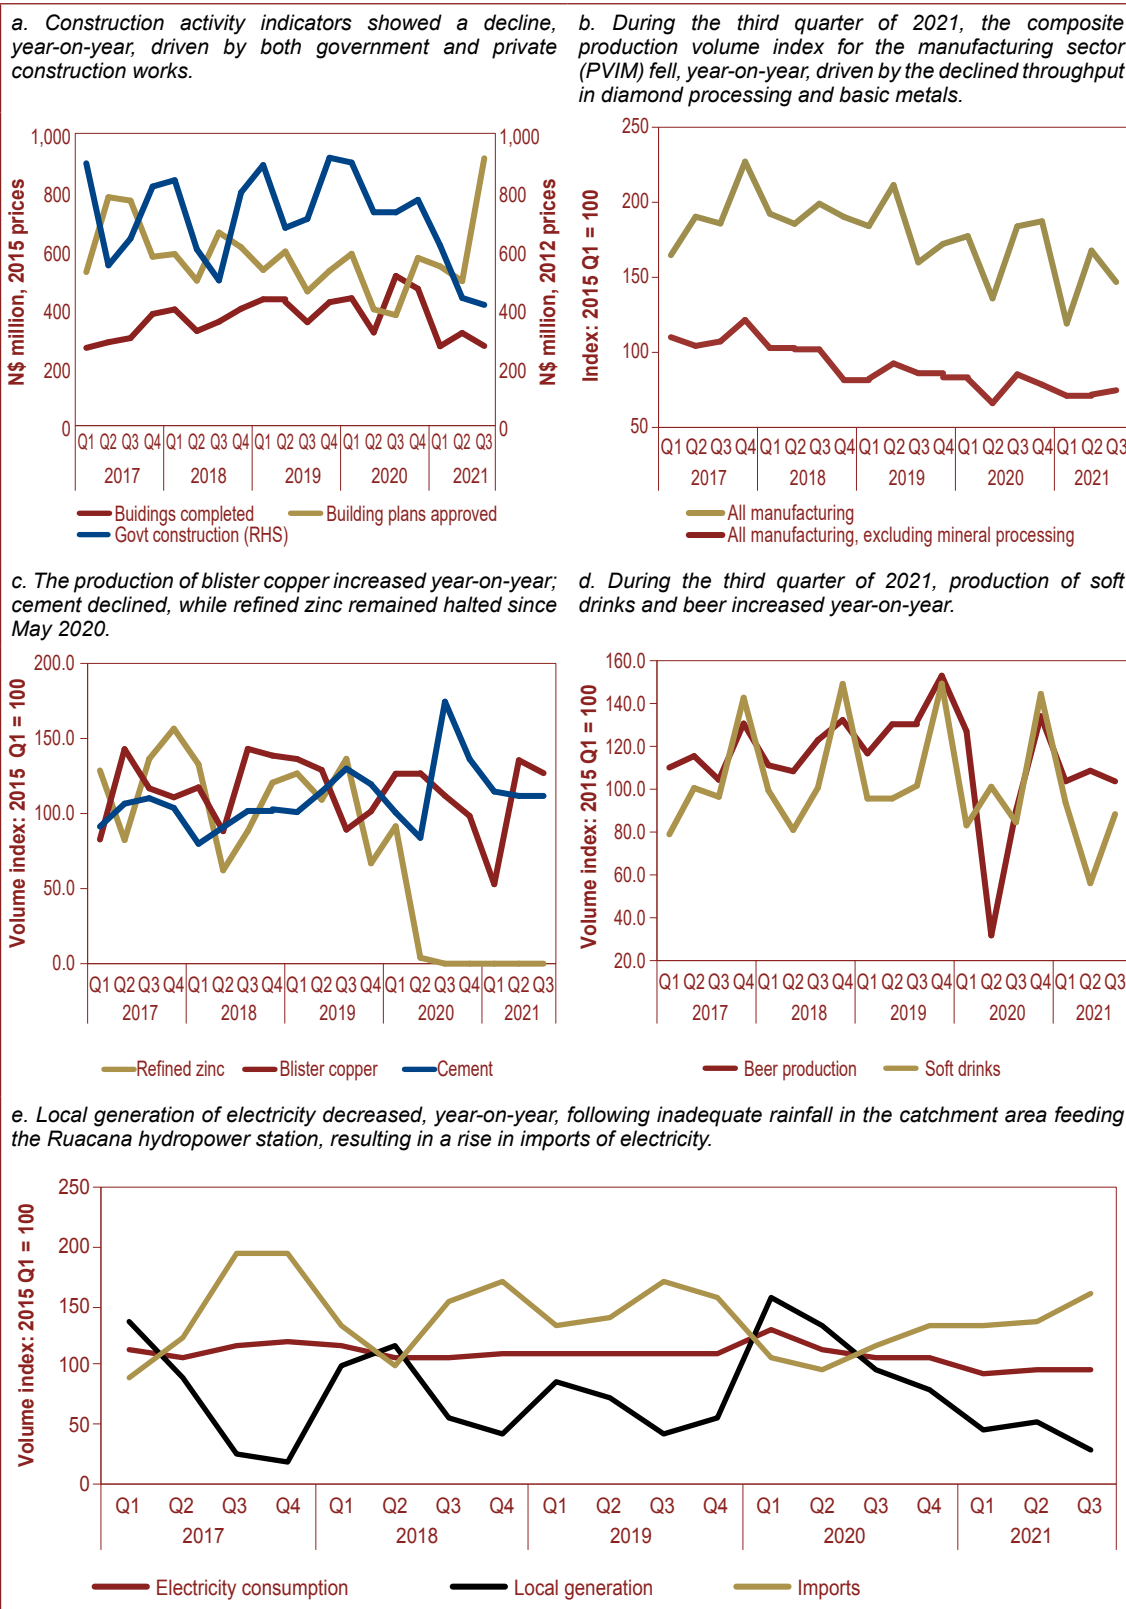 a. Construction activity indicators showed a decline,
year-on-year, driven by both government and private
construction works.
N$ million, 2015 prices
1,000
800
600
400
200
0
1,000
800
600
400
200
0
N$ million, 2012 prices
Q1 Q2 Q3 Q4 Q1 Q2 Q3 Q4 Q1 Q2 Q3 Q4 Q1 Q2 Q3 Q4 Q1 Q2 Q3
2017 2018 2019 2020 2021
Buidings completed Building plans approved
Govt construction (RHS)
b. During the third quarter of 2021, the composite
production volume index for the manufacturing sector
(PVIM) fell, year-on-year, driven by the declined throughput
in diamond processing and basic metals.
Index: 2015 Q1 = 100
250
200
150
100
50
Q1 Q2 Q3 Q4 Q1 Q2 Q3 Q4 Q1 Q2 Q3 Q4 Q1 Q2 Q3 Q4 Q1 Q2 Q3
2017 2018 2019 2020 2021
All manufacturing
All manufacturing, excluding mineral processing
c. The production of blister copper increased year-on-year;
cement declined, while refined zinc remained halted since
May 2020.
Volume index: 2015 Q1 = 100
200.0
150.0
100.0
50.0
0.0
Q1 Q2 Q3 Q4 Q1 Q2 Q3 Q4 Q1 Q2 Q3 Q4 Q1 Q2 Q3 Q4 Q1 Q2 Q3
2017 2018 2019 2020 2021
Refined zinc Blister copper Cement
d. During the third quarter of 2021, production of soft
drinks and beer increased year-on-year.
Volume index: 2015 Q1 = 100
160.0
140.0
120.0
100.0
80.0
60.0
40.0
20.0
Q1 Q2 Q3 Q4 Q1 Q2 Q3 Q4 Q1 Q2 Q3 Q4 Q1 Q2 Q3 Q4 Q1 Q2 Q3
2017 2018 2019 2020 2021
Beer production Soft drinks
e. Local generation of electricity decreased, year-on-year, following inadequate rainfall in the catchment area feeding
the Ruacana hydropower station, resulting in a rise in imports of electricity.
Volume index: 2015 Q1 = 100
250
200
150
100
50
0
Q1 Q2 Q3 Q4 Q1 Q2 Q3 Q4 Q1 Q2 Q3 Q4 Q1 Q2 Q3 Q4 Q1 Q2 Q3
2017 2018 2019 2020 2021
Electricity consumption Local generation Imports